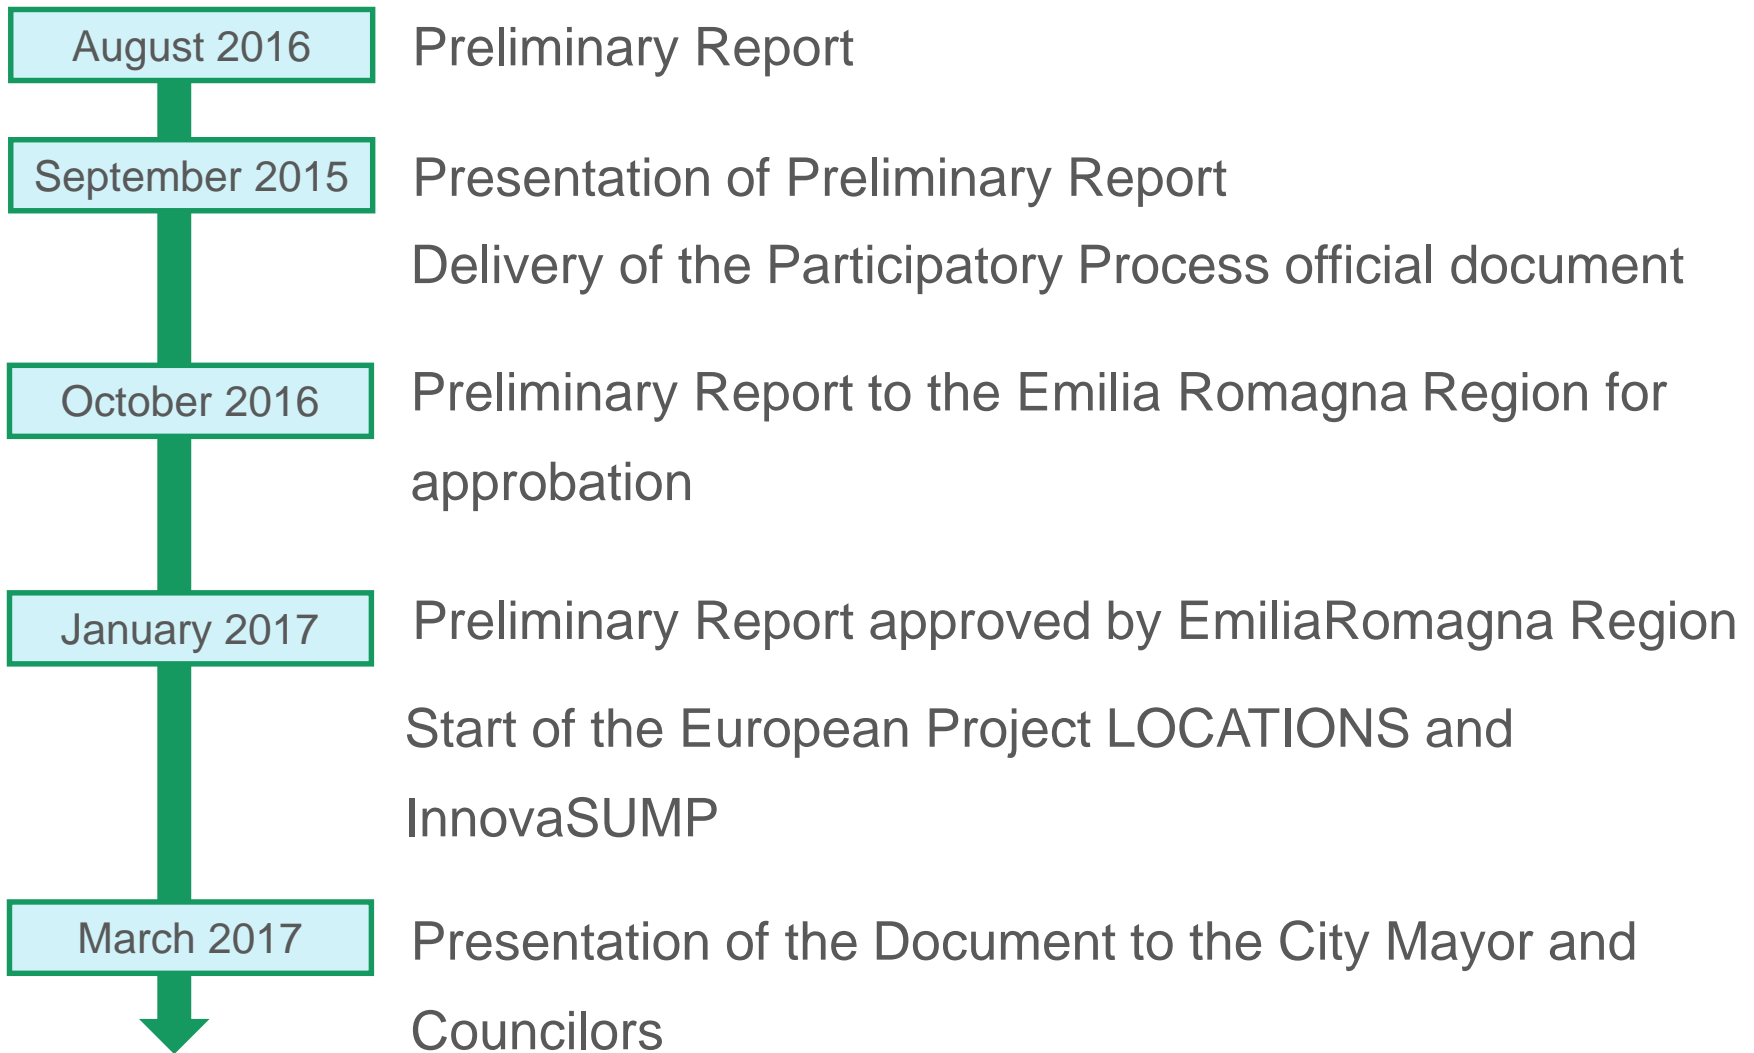 August 2016
Preliminary Report
September 2015
Presentation of Preliminary Report
Delivery of the Participatory Process official document
October 2016
Preliminary Report to the Emilia Romagna Region for
approbation
January 2017
Preliminary Report approved by EmiliaRomagna Region
Start of the European Project LOCATIONS and
InnovaSUMP
March 2017
Presentation of the Document to the City Mayor and
Councilors